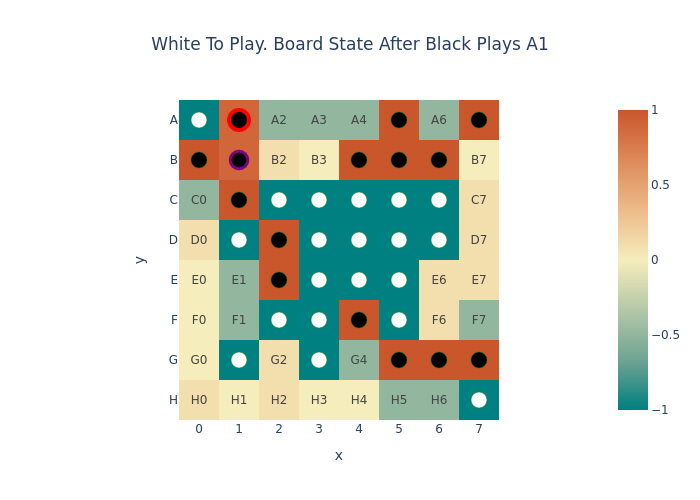 White To Play. Board State After Black Plays A1
A A2 A3 A4 A6 1
B B2 B3 B7
C C0 C7 0.5
D D0 D7
y E E0 E1 E6 E7 0
F F0 F1 F6 F7 −0.5
G G0 G2 G4
H H0 H1 H2 H3 H4 H5 H6 −1
0 1 2 3 4 5 6 7
x